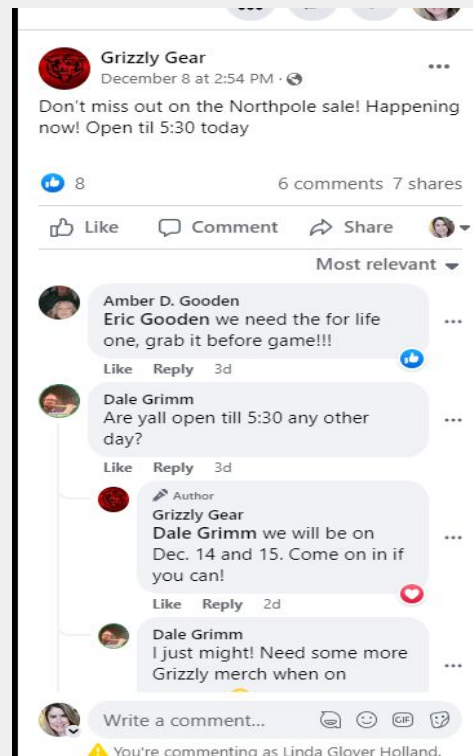 Grizzly Gear
December 8 at 2:54 PM ·
Don't miss out on the Northpole sale! Happening
now! Open til 5:30 today
8
6 comments 7 shares
Like Comment Share
Most relevant
Amber D. Gooden
Eric Gooden we need the for life
one, grab it before game!!!
Like Reply 3d
Dale Grimm
Are yall open till 5:30 any other
day?
Like Reply 3d
Author
Grizzly Gear
Dale Grimm we will be on
Dec. 14 and 15. Come on in if
you can!
Like Reply 2d
Dale Grimm
I just might! Need some more
Grizzly merch when on
Write a comment... GIF
You're commenting as Linda Glover Holland.